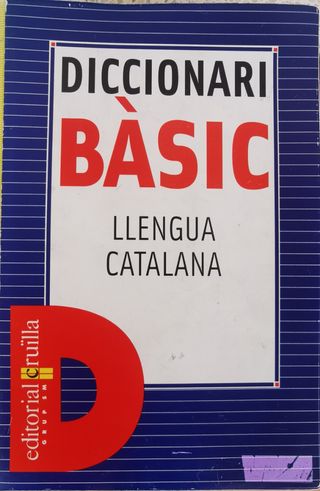 DICCIONARI
BÀSIC
LLENGUA
CATALANA
editorial cruïlla
GRUP SM